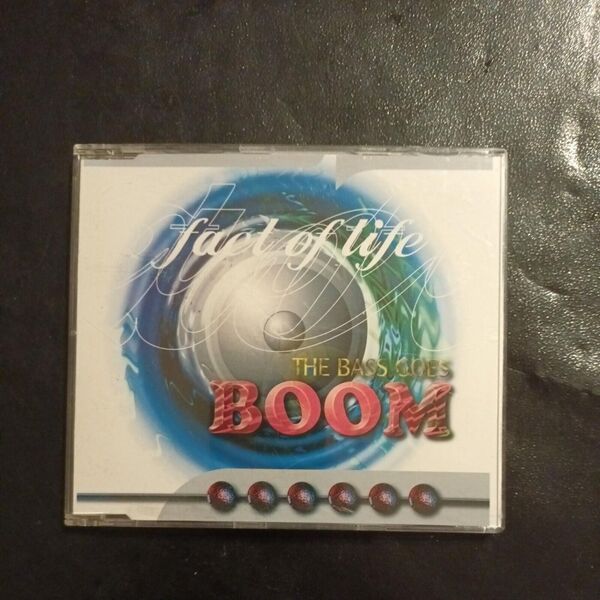 fact of life
THE BASS GOES
BOOM